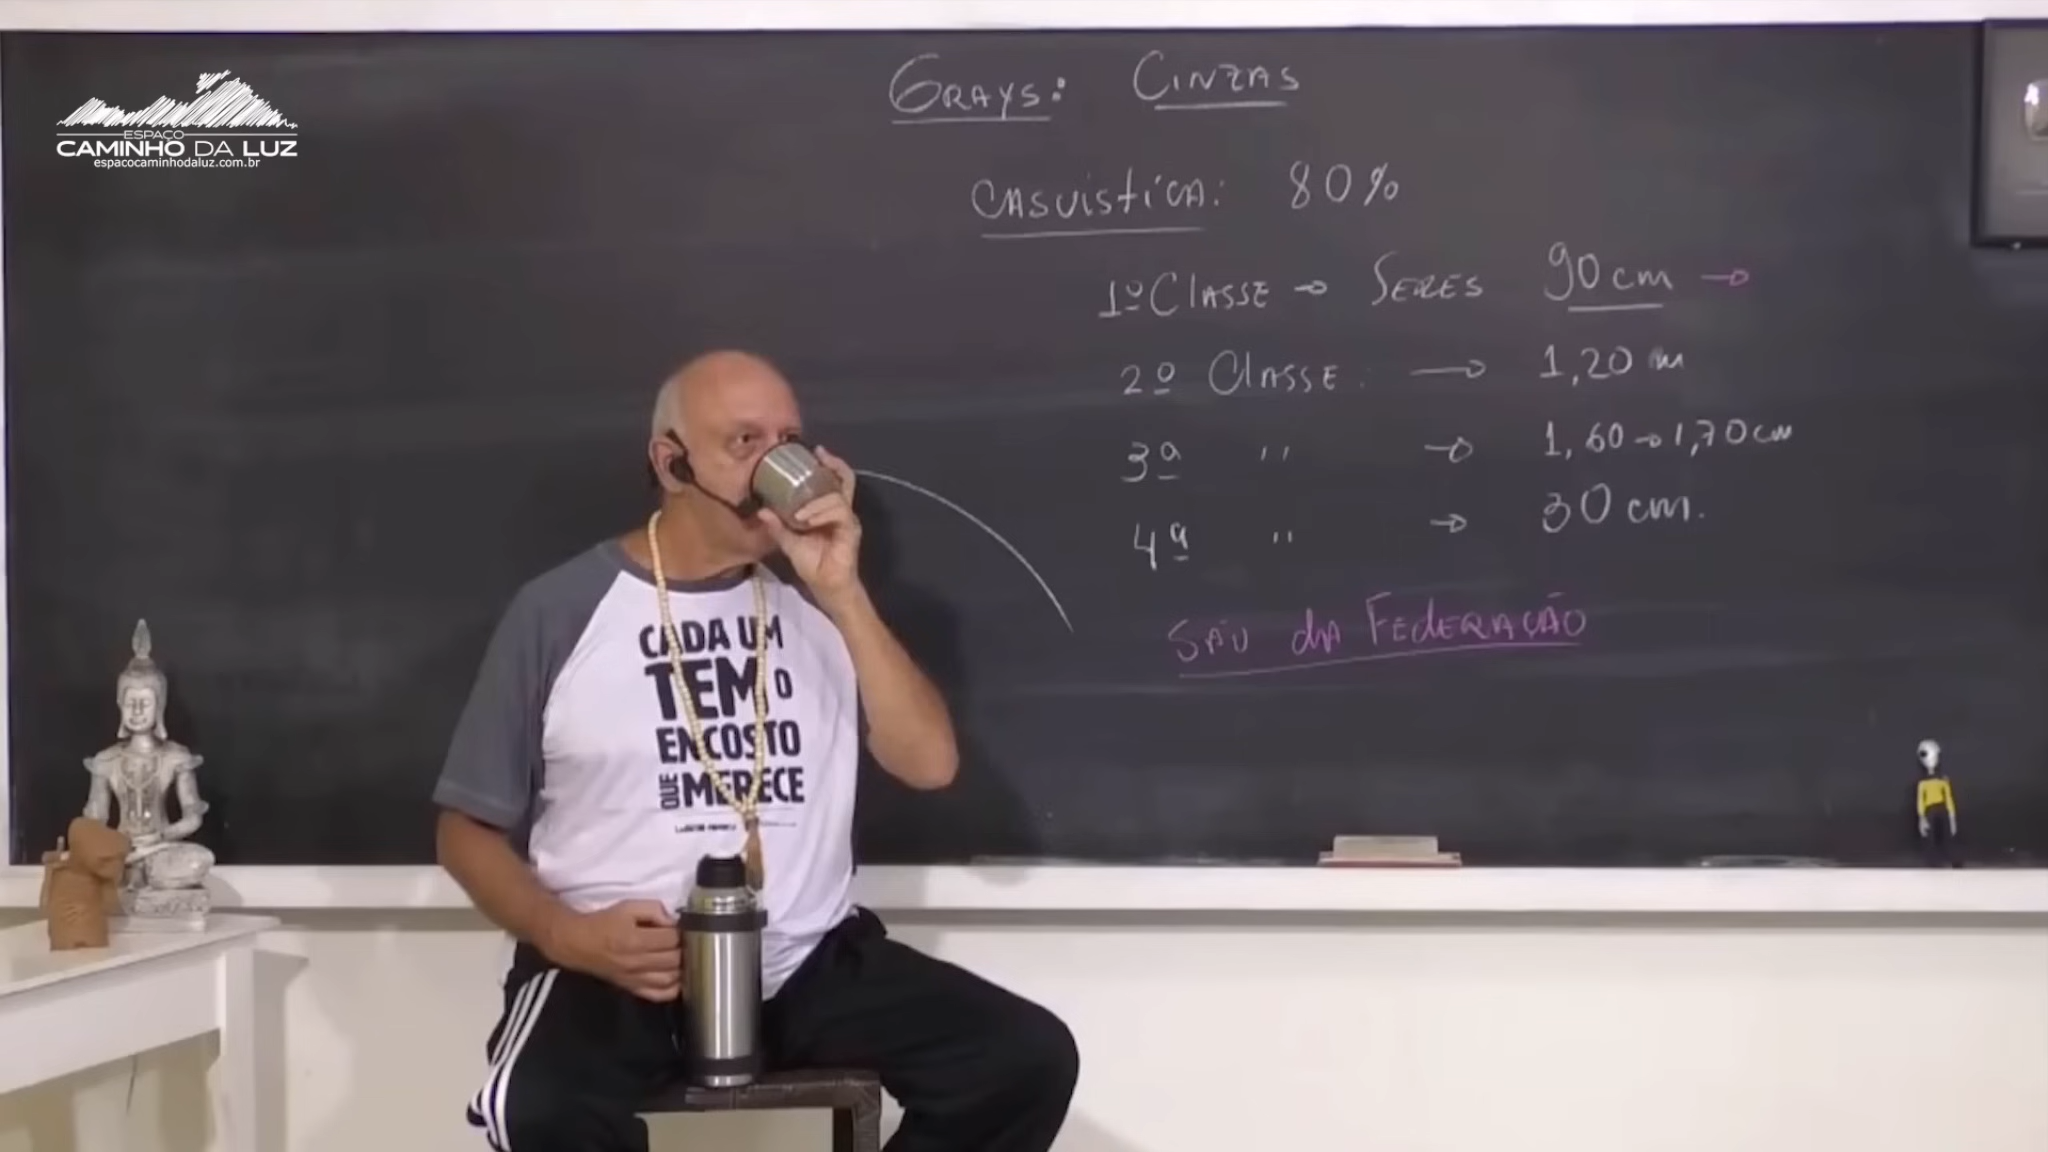 ESPAÇO
CAMINHO DA LUZ
espacocaminhodaluz.com.br
GRAYS: CINZAS
CASUISTICA: 80%
1º CLASSE → SERES 90 cm →
2º CLASSE: → 1,20 m
3ª " → 1,60 → 1,70 cm
4ª " → 30 cm.
SÃO dA FEdERAÇÃO
CADA UM
TEM O
ENCOSTO
QUE MERECE